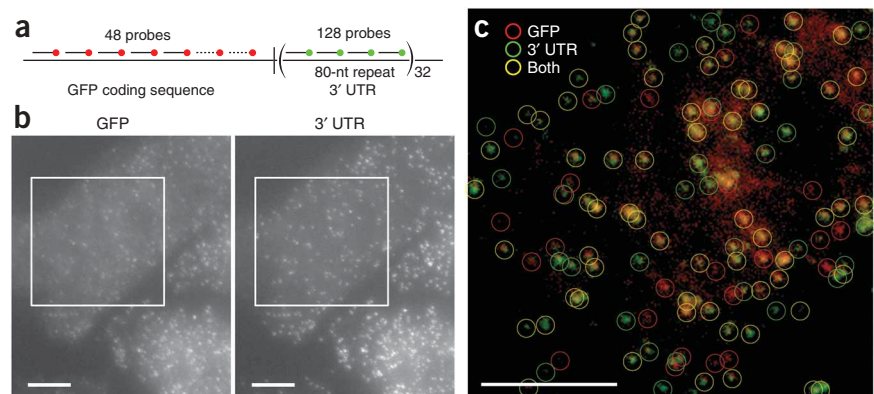 a
48 probes
128 probes
80-nt repeat
32
GFP coding sequence
3′ UTR
b
GFP
3′ UTR
c
GFP
3′ UTR
Both